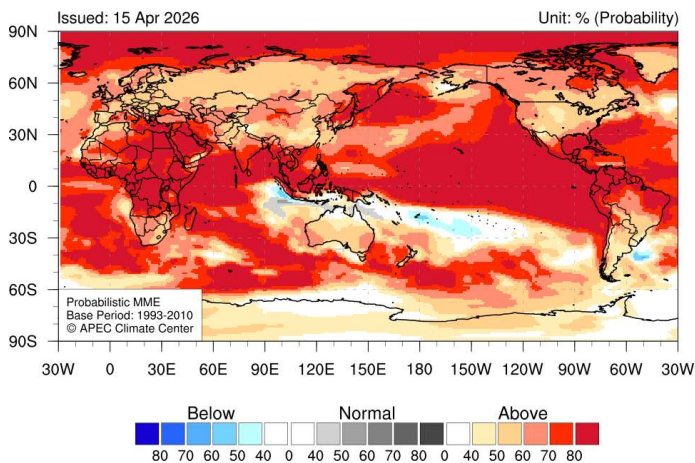 Issued: 15 Apr 2026 Unit: % (Probability)
90N
60N
30N
0
30S
60S
90S
Probabilistic MME
Base Period: 1993-2010
© APEC Climate Center
30W 0 30E 60E 90E 120E 150E 180 150W 120W 90W 60W 30W
Below Normal Above
80 70 60 50 40 0 40 50 60 70 80 0 40 50 60 70 80